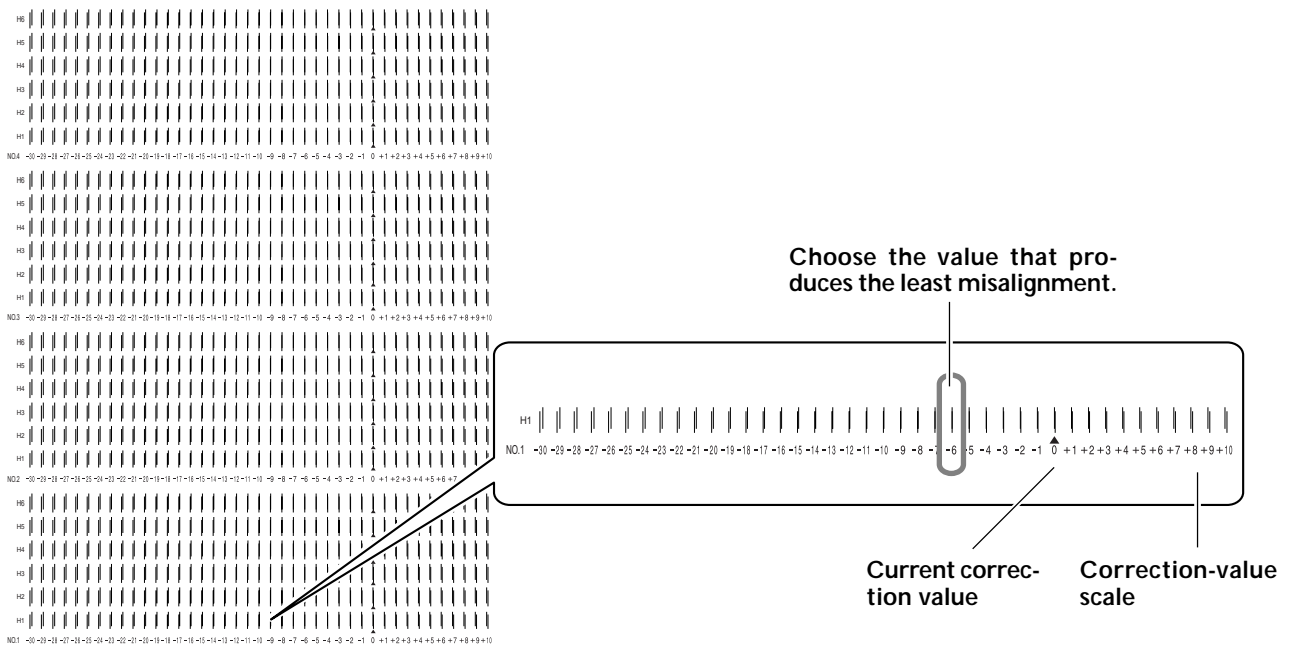 H6
H5
H4
H3
H2
H1
NO.4 -30 -29 -28 -27 -26 -25 -24 -23 -22 -21 -20 -19 -18 -17 -16 -15 -14 -13 -12 -11 -10 -9 -8 -7 -6 -5 -4 -3 -2 -1 0 +1 +2 +3 +4 +5 +6 +7 +8 +9 +10
H6
H5
H4
H3
H2
H1
NO.3 -30 -29 -28 -27 -26 -25 -24 -23 -22 -21 -20 -19 -18 -17 -16 -15 -14 -13 -12 -11 -10 -9 -8 -7 -6 -5 -4 -3 -2 -1 0 +1 +2 +3 +4 +5 +6 +7 +8 +9 +10
H6
H5
H4
H3
H2
H1
NO.2 -30 -29 -28 -27 -26 -25 -24 -23 -22 -21 -20 -19 -18 -17 -16 -15 -14 -13 -12 -11 -10 -9 -8 -7 -6 -5 -4 -3 -2 -1 0 +1 +2 +3 +4 +5 +6 +7
H6
H5
H4
H3
H2
H1
NO.1 -30 -29 -28 -27 -26 -25 -24 -23 -22 -21 -20 -19 -18 -17 -16 -15 -14 -13 -12 -11 -10 -9 -8 -7 -6 -5 -4 -3 -2 -1 0 +1 +2 +3 +4 +5 +6 +7 +8 +9 +10
Choose the value that pro-
duces the least misalignment.
H1
NO.1 -30 -29 -28 -27 -26 -25 -24 -23 -22 -21 -20 -19 -18 -17 -16 -15 -14 -13 -12 -11 -10 -9 -8 -7 -6 -5 -4 -3 -2 -1 0 +1 +2 +3 +4 +5 +6 +7 +8 +9 +10
Current correc-
tion value
Correction-value
scale